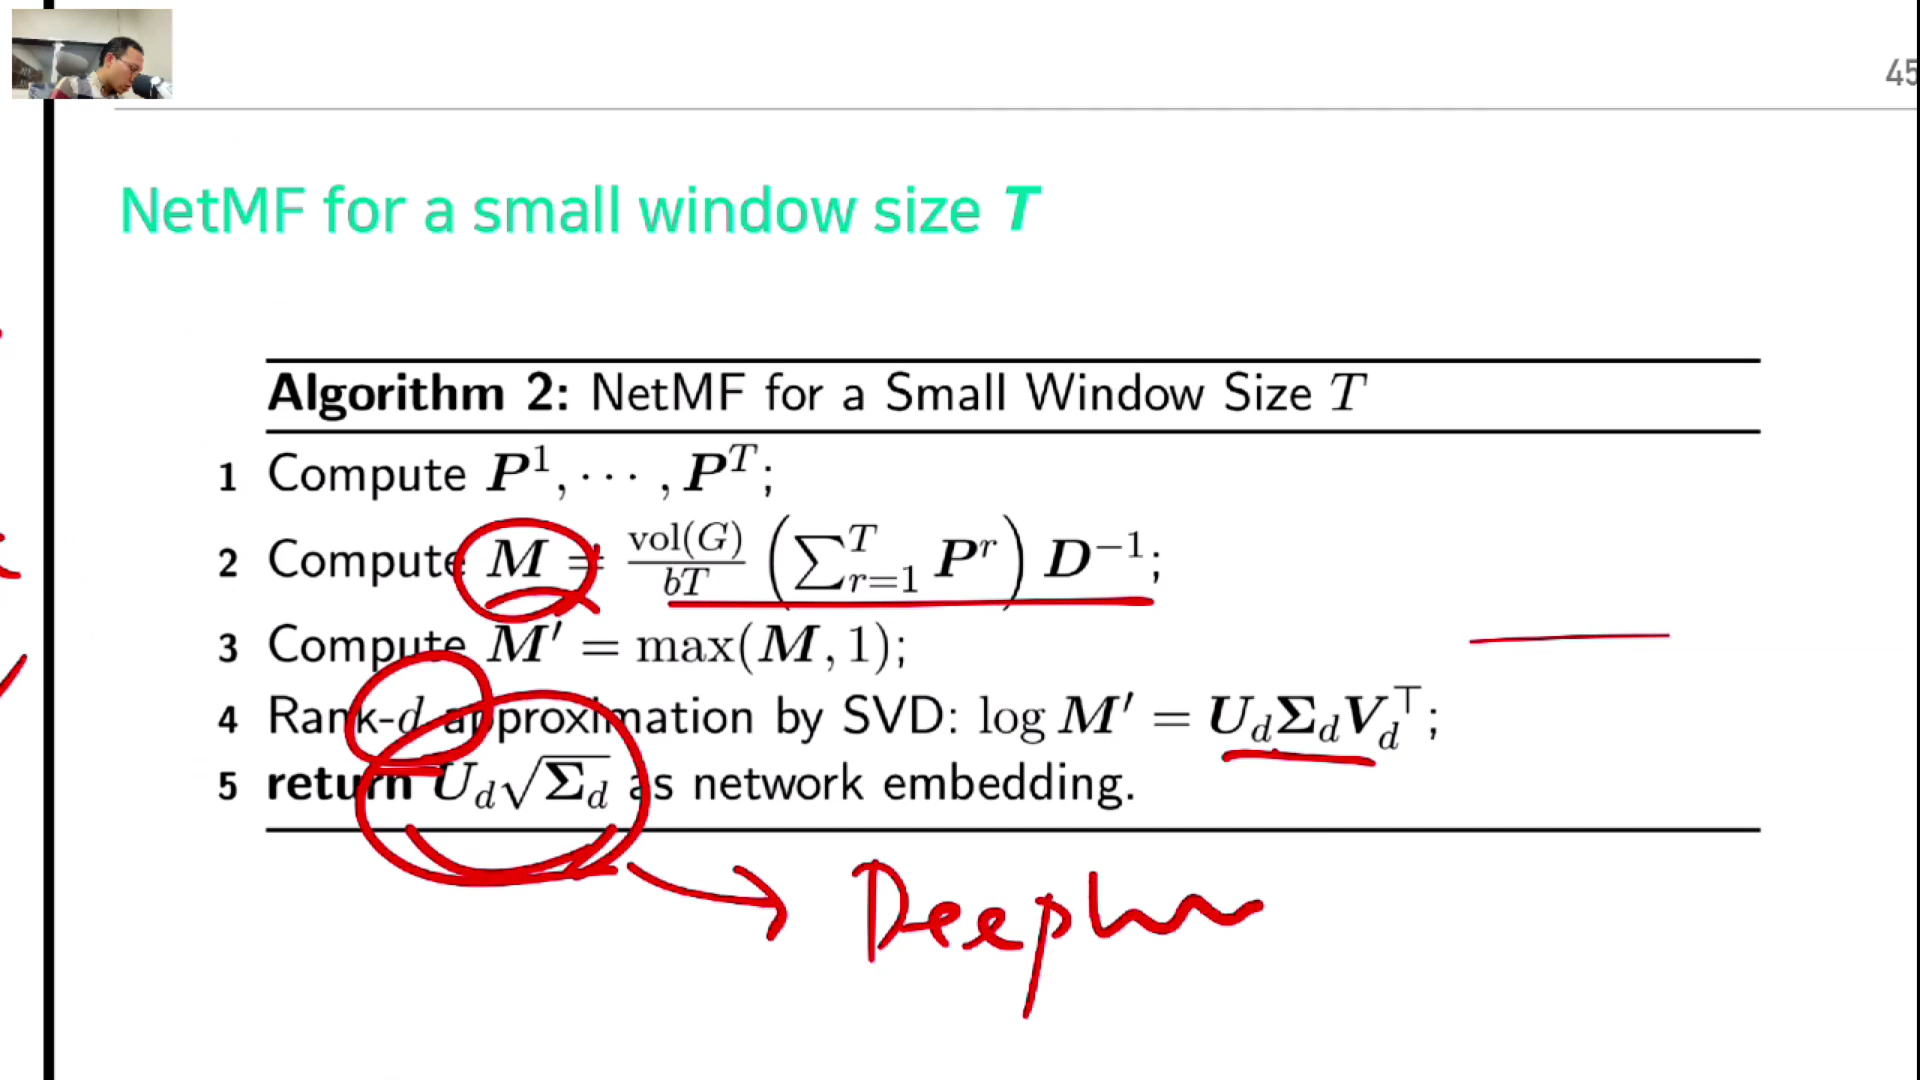 45
NetMF for a small window size T
Algorithm 2: NetMF for a Small Window Size T
1 Compute P^1, ⋯ , P^T;
2 Compute M = vol(G)/bT (∑_{r=1}^{T} P^r) D^{-1};
3 Compute M′ = max(M, 1);
4 Rank-d approximation by SVD: log M′ = U_d Σ_d V_d^⊤;
5 return U_d √Σ_d as network embedding.